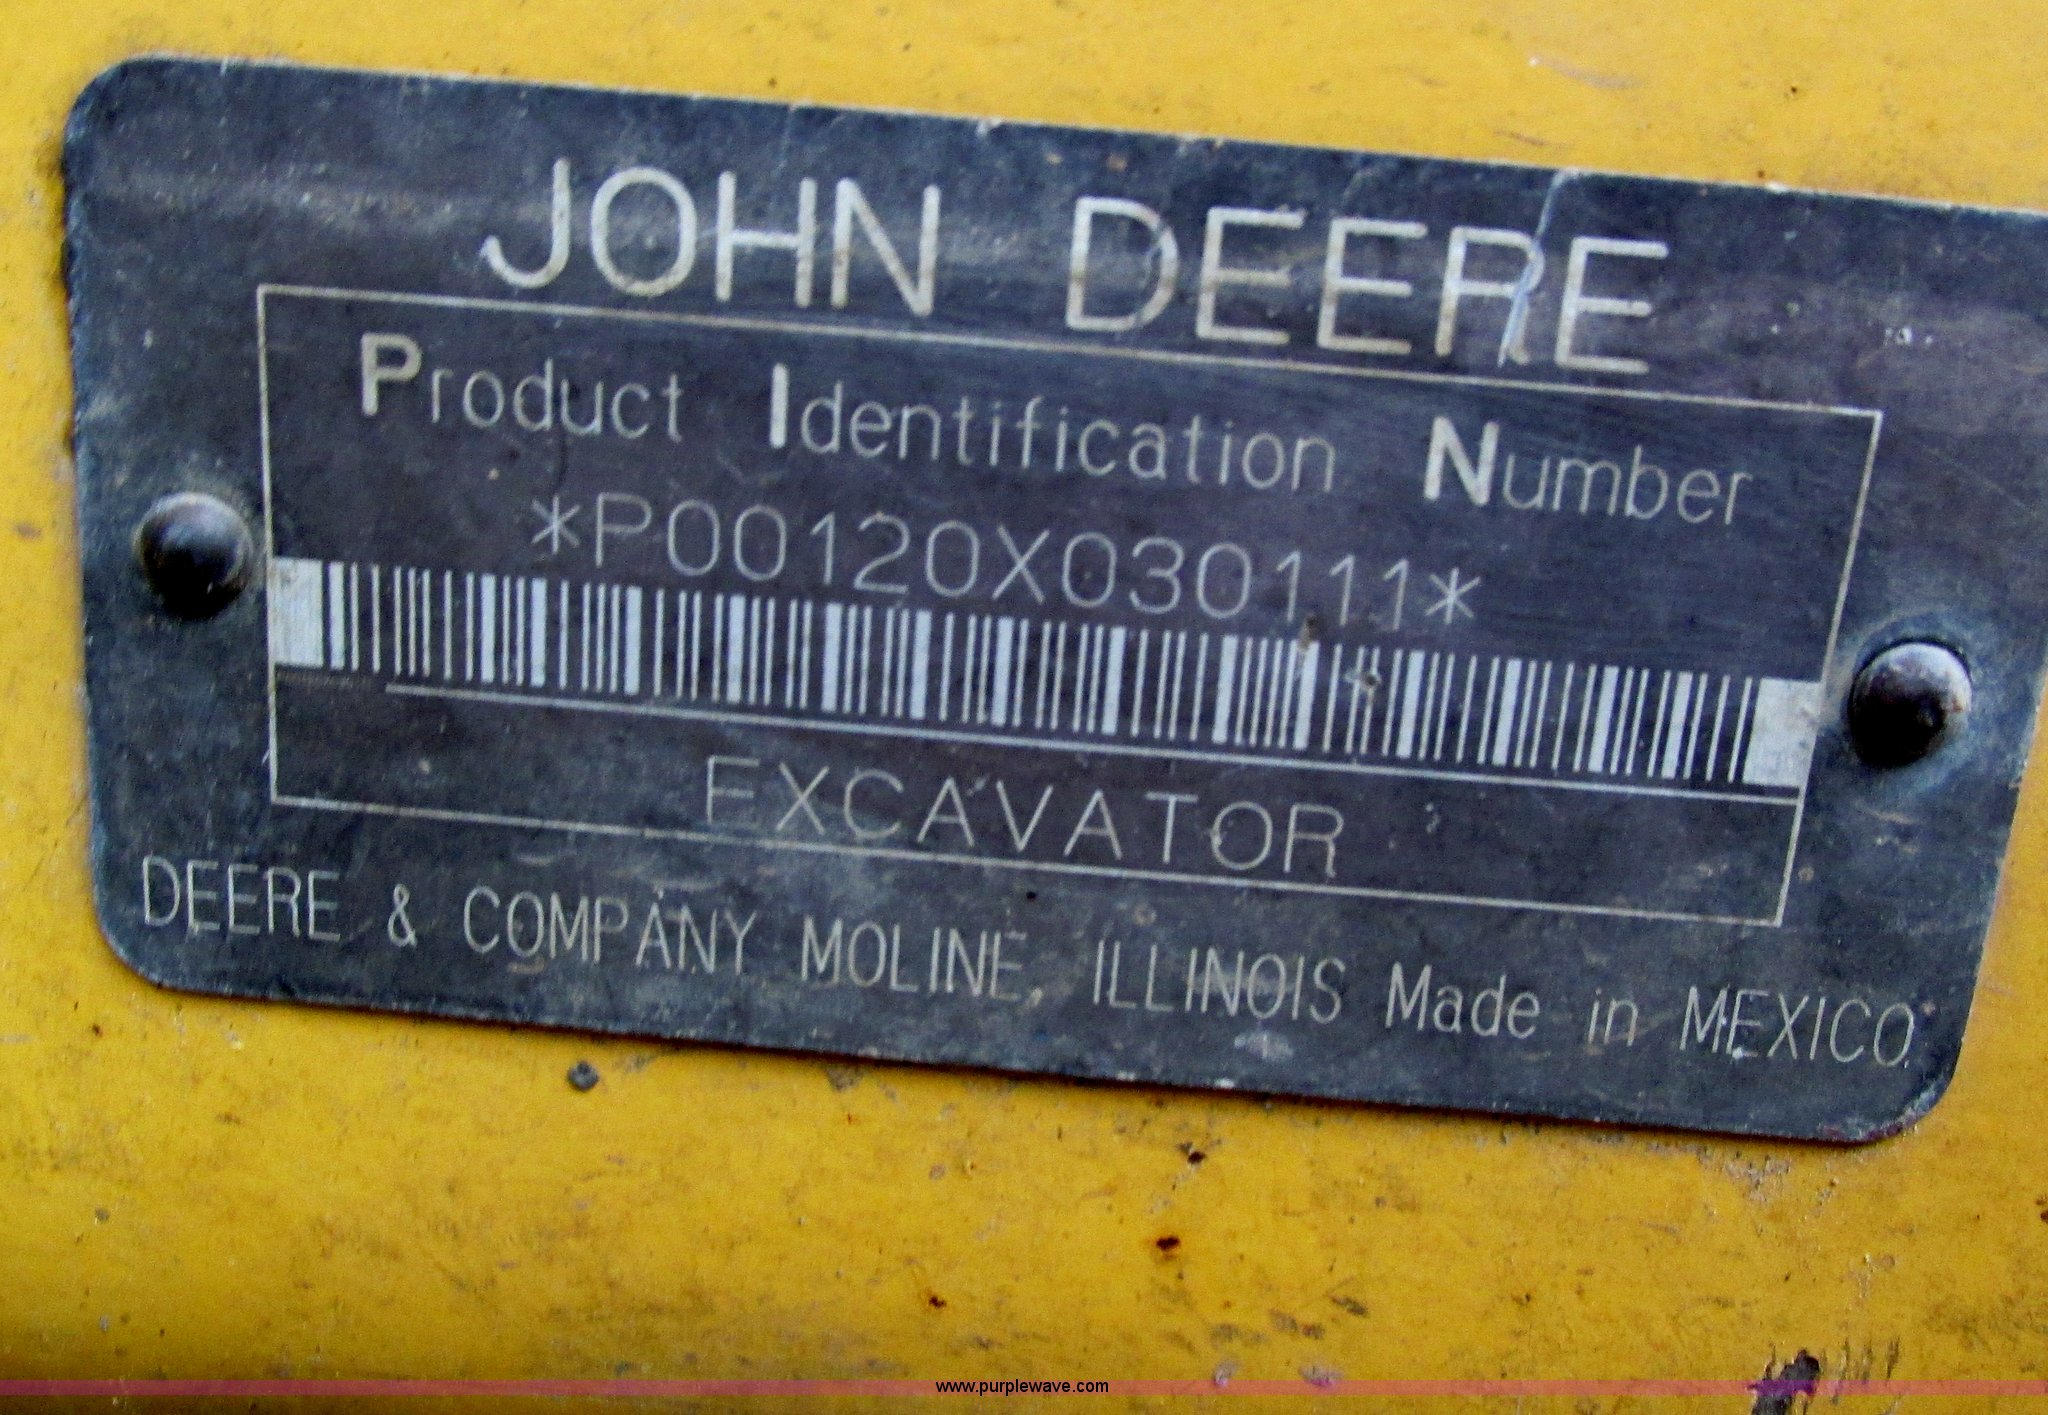 JOHN DEERE
Product Identification Number
*P00120X030111*
EXCAVATOR
DEERE & COMPANY MOLINE, ILLINOIS Made in MEXICO
www.purplewave.com